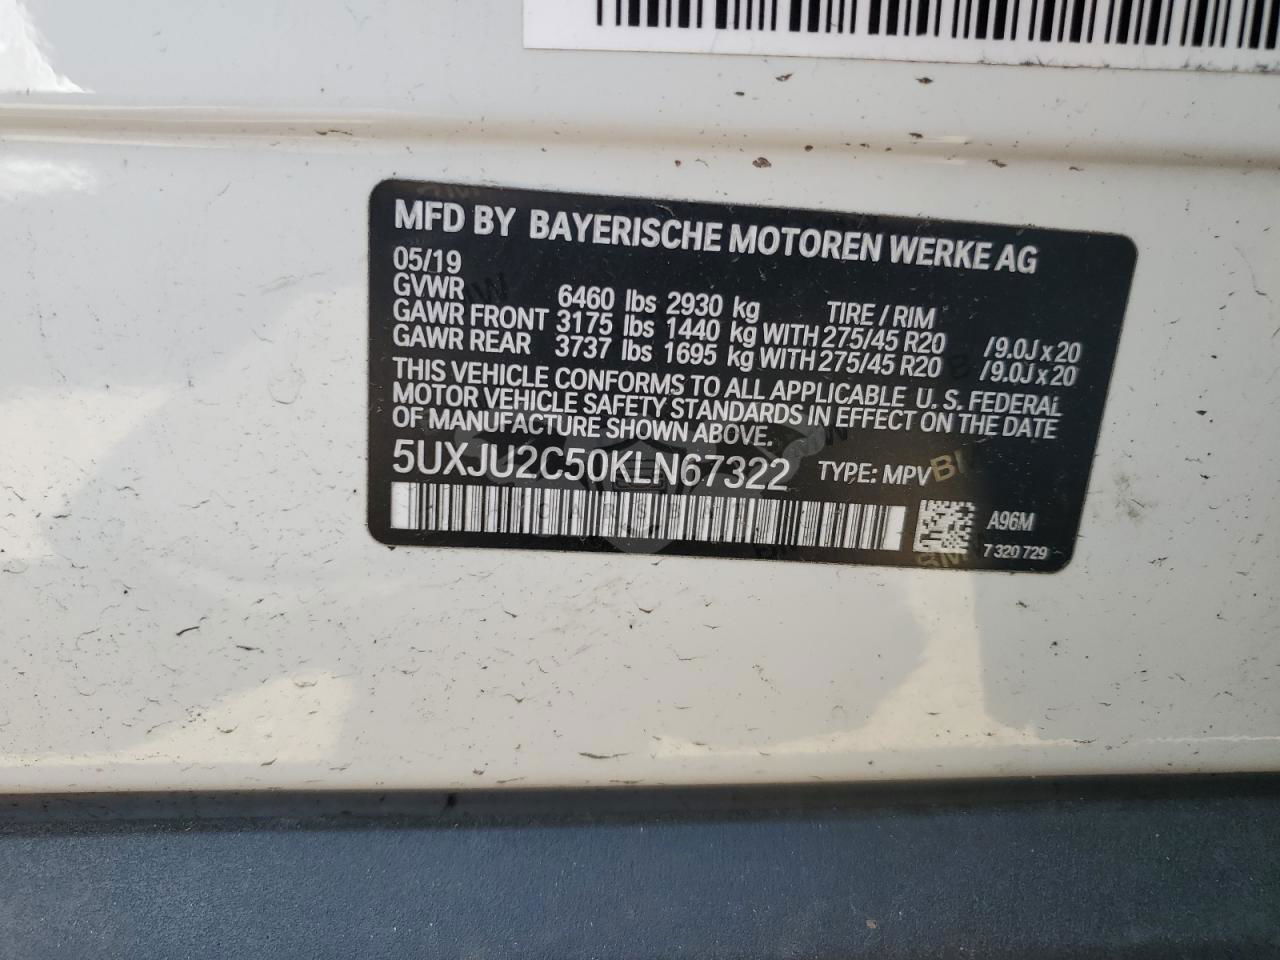 MFD BY BAYERISCHE MOTOREN WERKE AG
05/19
GVWR 6460 lbs 2930 kg TIRE / RIM
GAWR FRONT 3175 lbs 1440 kg WITH 275/45 R20 /9.0J x 20
GAWR REAR 3737 lbs 1695 kg WITH 275/45 R20 /9.0J x 20
THIS VEHICLE CONFORMS TO ALL APPLICABLE U. S. FEDERAL
MOTOR VEHICLE SAFETY STANDARDS IN EFFECT ON THE DATE
OF MANUFACTURE SHOWN ABOVE.
5UXJU2C50KLN67322 TYPE: MPV
A96M
7 320 729